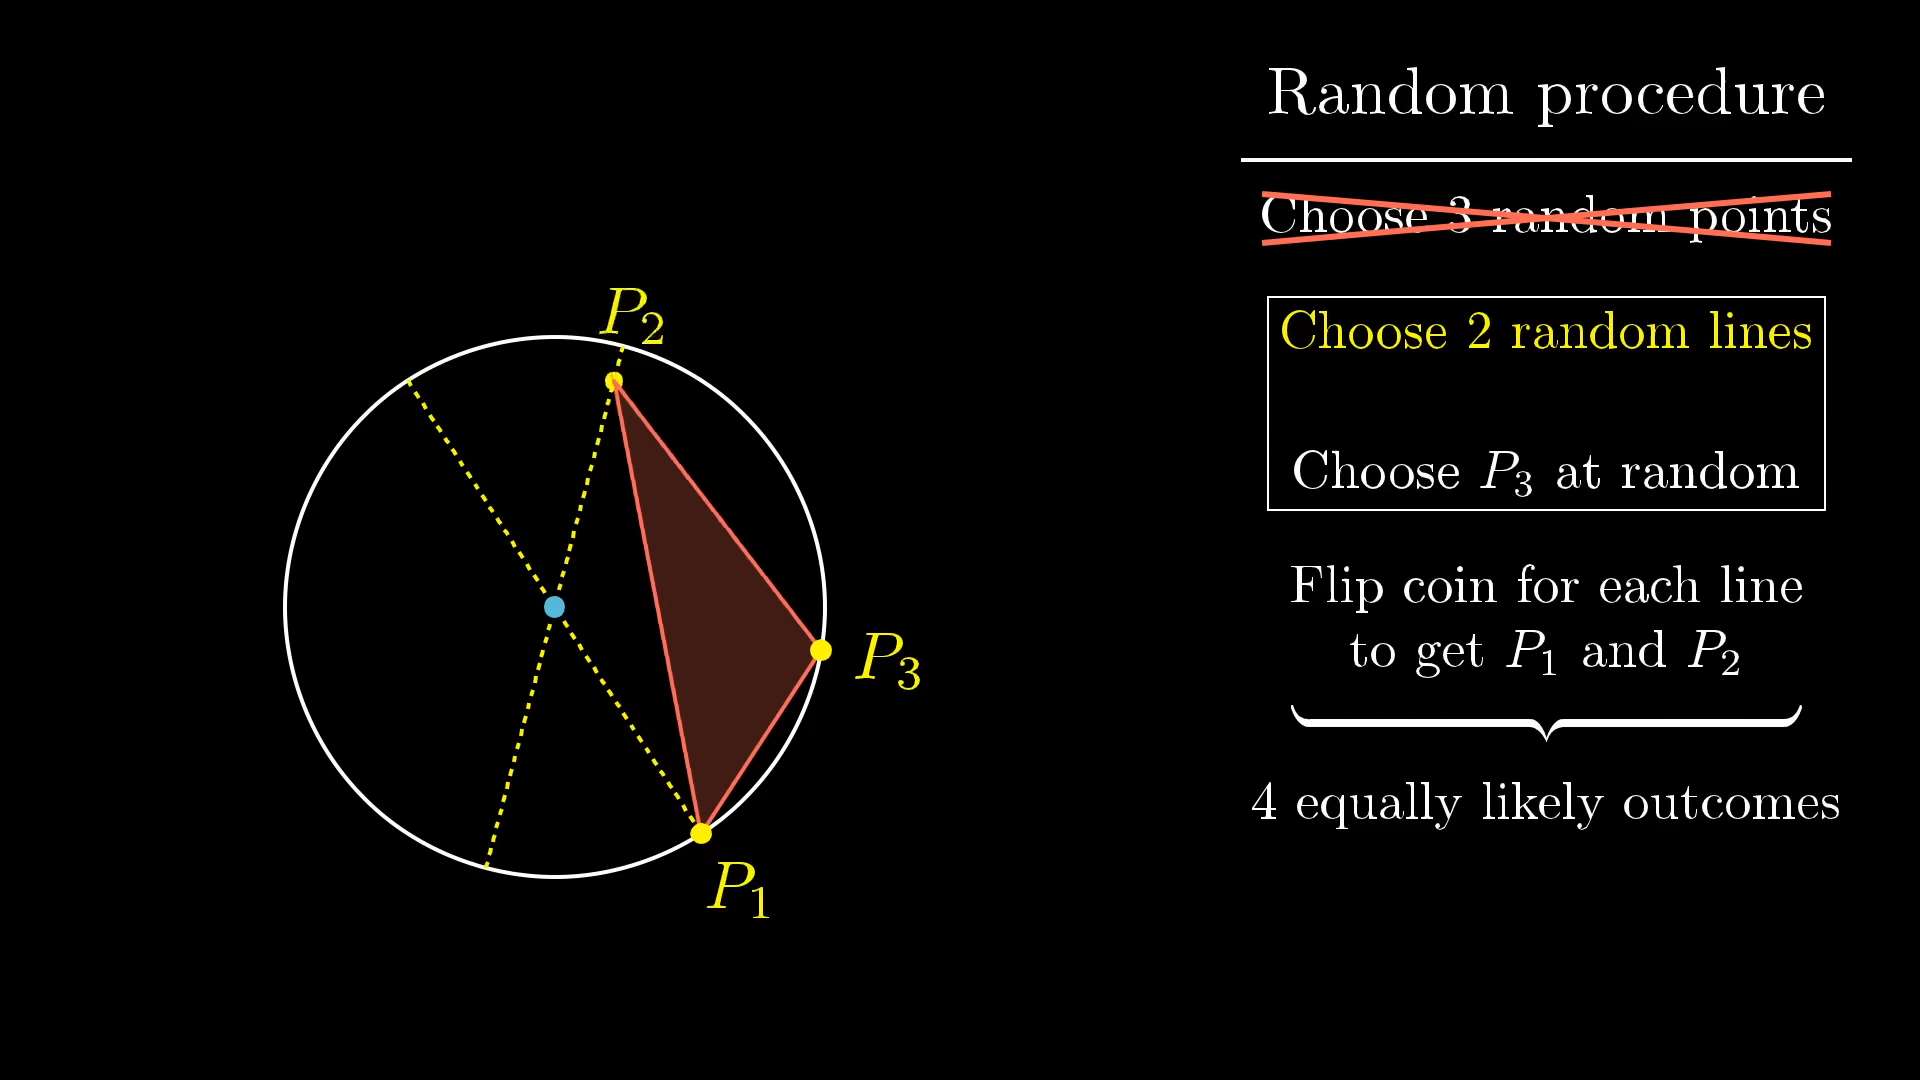 Random procedure
Choose 3 random points
Choose 2 random lines
Choose P₃ at random
Flip coin for each line
to get P₁ and P₂
4 equally likely outcomes
P₂
P₃
P₁